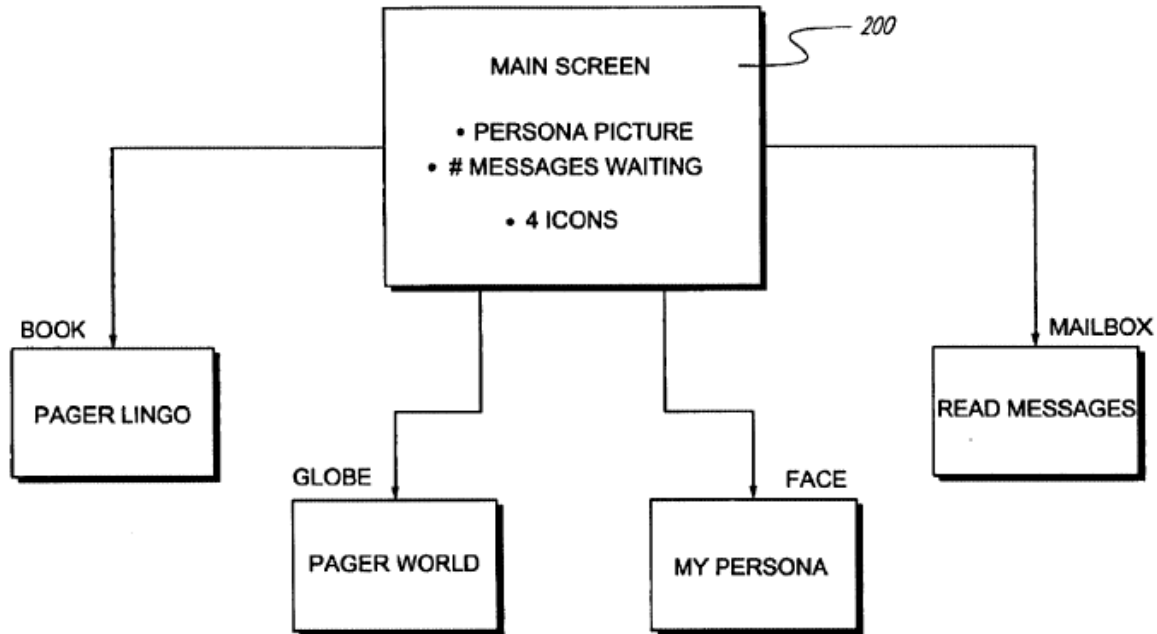 200
MAIN SCREEN
• PERSONA PICTURE
• # MESSAGES WAITING
• 4 ICONS
BOOK
PAGER LINGO
GLOBE
PAGER WORLD
FACE
MY PERSONA
MAILBOX
READ MESSAGES